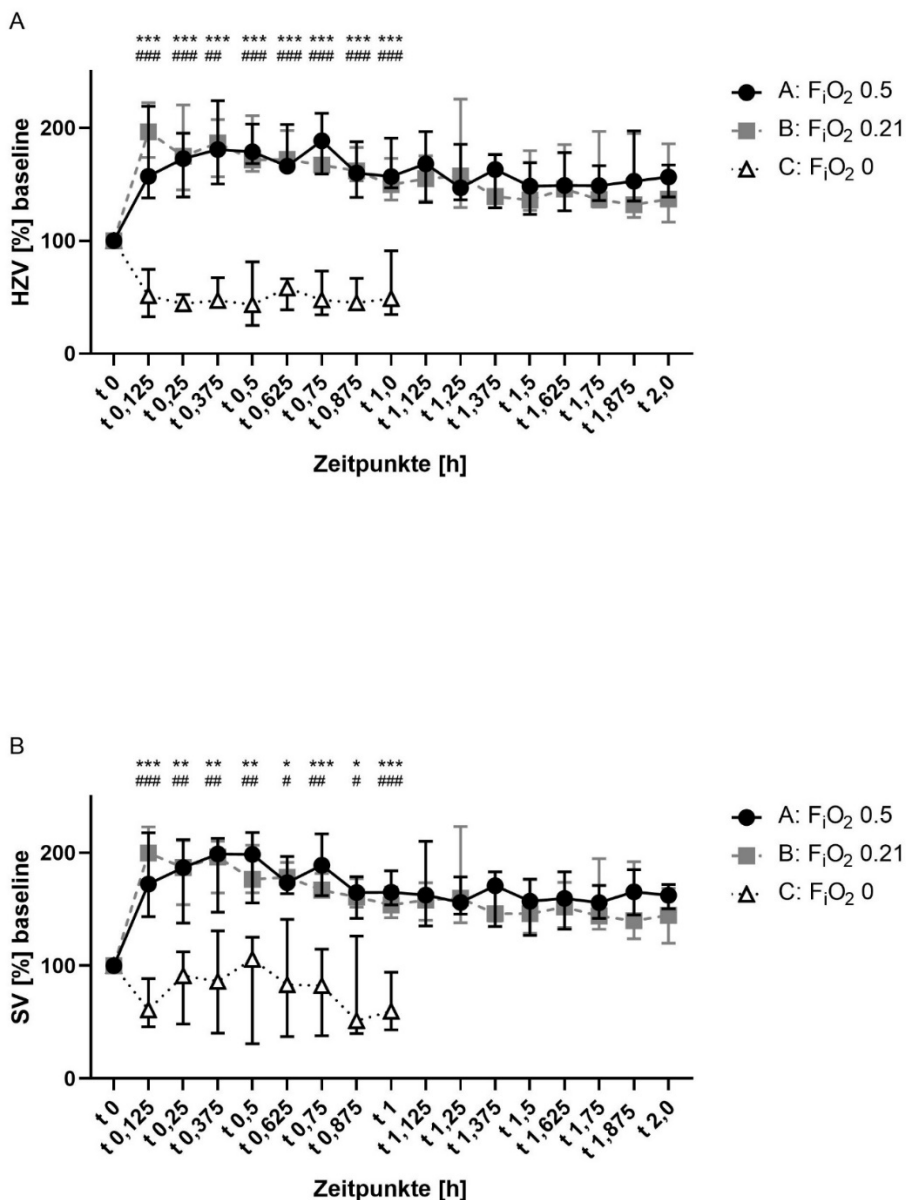 A
*** *** *** *** *** *** *** ***
### ### ## ### ### ### ### ###
HZV [%] baseline
200
100
0
t 0
t 0,125
t 0,25
t 0,375
t 0,5
t 0,625
t 0,75
t 0,875
t 1,0
t 1,125
t 1,25
t 1,375
t 1,5
t 1,625
t 1,75
t 1,875
t 2,0
Zeitpunkte [h]
A: FᵢO₂ 0.5
B: FᵢO₂ 0.21
C: FᵢO₂ 0
B
*** ** ** ** * *** * ***
### ## ## ## # ## # ###
SV [%] baseline
200
100
0
t 0
t 0,125
t 0,25
t 0,375
t 0,5
t 0,625
t 0,75
t 0,875
t 1
t 1,125
t 1,25
t 1,375
t 1,5
t 1,625
t 1,75
t 1,875
t 2,0
Zeitpunkte [h]
A: FᵢO₂ 0.5
B: FᵢO₂ 0.21
C: FᵢO₂ 0